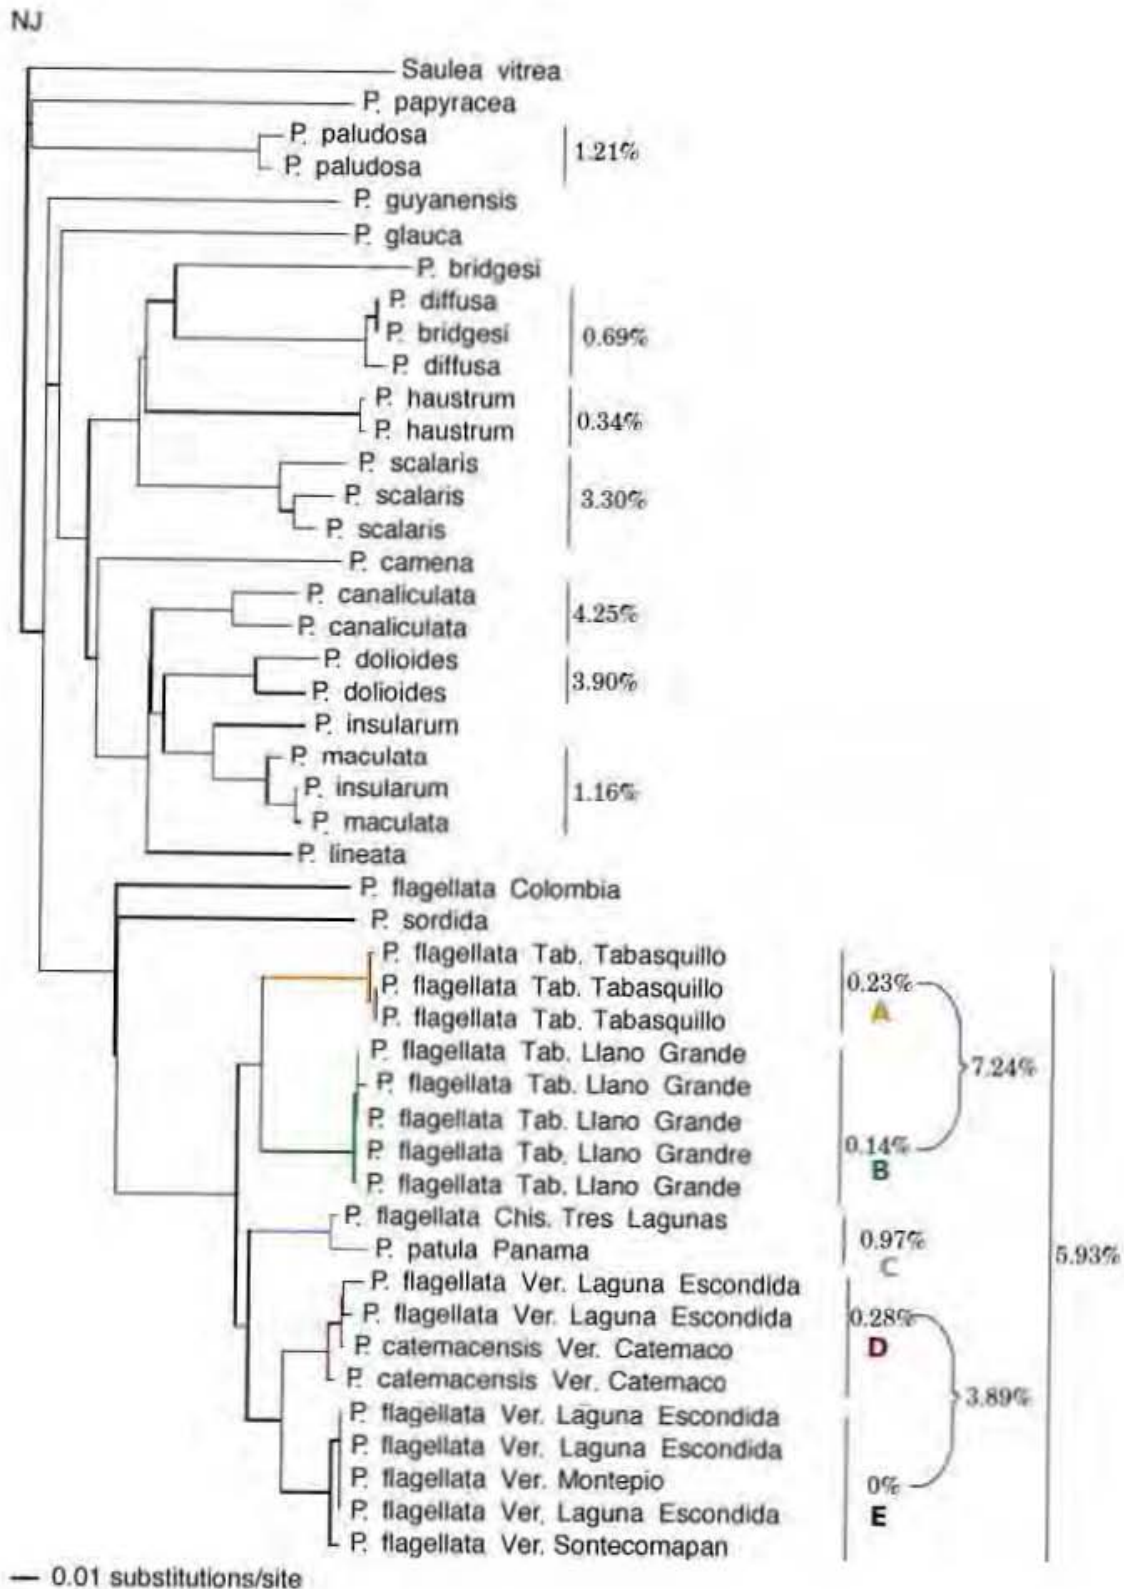 NJ
Saulea vitrea
P. papyracea
P. paludosa
1.21%
P. paludosa
P. guyanensis
P. glauca
P. bridgesi
P. diffusa
P. bridgesi
0.69%
P. diffusa
P. haustrum
0.34%
P. haustrum
P. scalaris
P. scalaris
3.30%
P. scalaris
P. camena
P. canaliculata
4.25%
P. canaliculata
P. dolioides
3.90%
P. dolioides
P. insularum
P. maculata
P. insularum
1.16%
P. maculata
P. lineata
P. flagellata Colombia
P. sordida
P. flagellata Tab. Tabasquillo
P. flagellata Tab. Tabasquillo
0.23%
A
P. flagellata Tab. Tabasquillo
P. flagellata Tab. Llano Grande
7.24%
P. flagellata Tab. Llano Grande
P. flagellata Tab. Llano Grande
P. flagellata Tab. Llano Grandre
0.14%
B
P. flagellata Tab. Llano Grande
P. flagellata Chis. Tres Lagunas
0.97%
P. patula Panama
5.93%
C
P. flagellata Ver. Laguna Escondida
P. flagellata Ver. Laguna Escondida
0.28%
P. catemacensis Ver. Catemaco
D
P. catemacensis Ver. Catemaco
3.89%
P. flagellata Ver. Laguna Escondida
P. flagellata Ver. Laguna Escondida
P. flagellata Ver. Montepio
0%
P. flagellata Ver, Laguna Escondida
E
P. flagellata Ver. Sontecomapan
0.01 substitutions/site